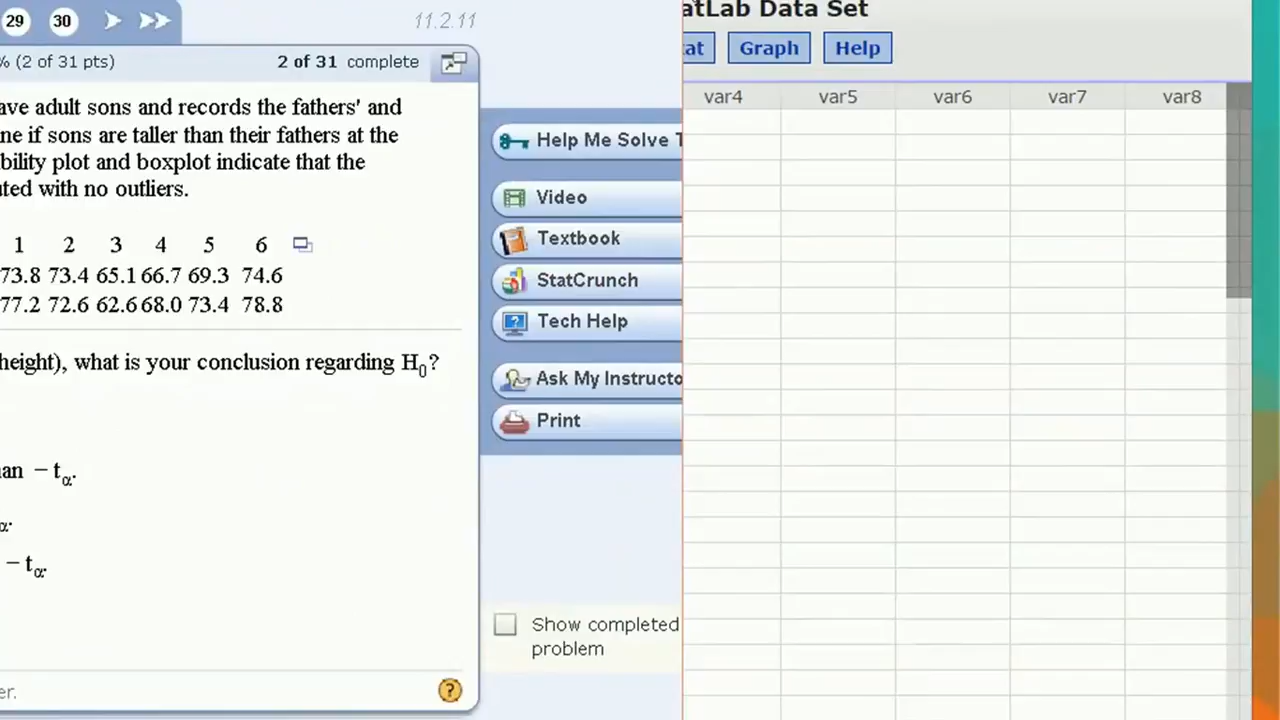 29 30
11.2.11
% (2 of 31 pts) 2 of 31 complete
ave adult sons and records the fathers' and
ne if sons are taller than their fathers at the
bility plot and boxplot indicate that the
uted with no outliers.
1 2 3 4 5 6
73.8 73.4 65.1 66.7 69.3 74.6
77.2 72.6 62.6 68.0 73.4 78.8
height), what is your conclusion regarding H0?
an − tα.
α.
− tα.
er.
?
Help Me Solve T
Video
Textbook
StatCrunch
Tech Help
Ask My Instructo
Print
Show completed
problem
atLab Data Set
at Graph Help
var4 var5 var6 var7 var8